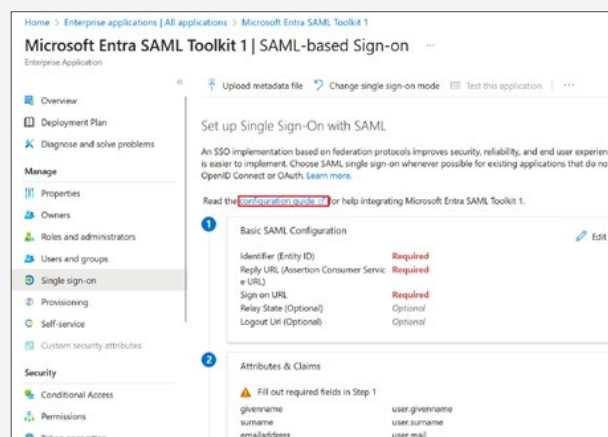 Home > Enterprise applications | All applications > Microsoft Entra SAML Toolkit 1
Microsoft Entra SAML Toolkit 1 | SAML-based Sign-on ...
Enterprise Application
«
Upload metadata file Change single sign-on mode Test this application | ...
Overview
Deployment Plan
Diagnose and solve problems
Manage
Properties
Owners
Roles and administrators
Users and groups
Single sign-on
Provisioning
Self-service
Custom security attributes
Security
Conditional Access
Permissions
Set up Single Sign-On with SAML
An SSO implementation based on federation protocols improves security, reliability, and end user experien
is easier to implement. Choose SAML single sign-on whenever possible for existing applications that do no
OpenID Connect or OAuth. Learn more.
Read the configuration guide for help integrating Microsoft Entra SAML Toolkit 1.
1
Basic SAML Configuration
Edit
Identifier (Entity ID) Required
Reply URL (Assertion Consumer Servic Required
e URL)
Sign on URL Required
Relay State (Optional) Optional
Logout Url (Optional) Optional
2
Attributes & Claims
Fill out required fields in Step 1
givenname user.givenname
surname user.surname
emailaddress user.mail